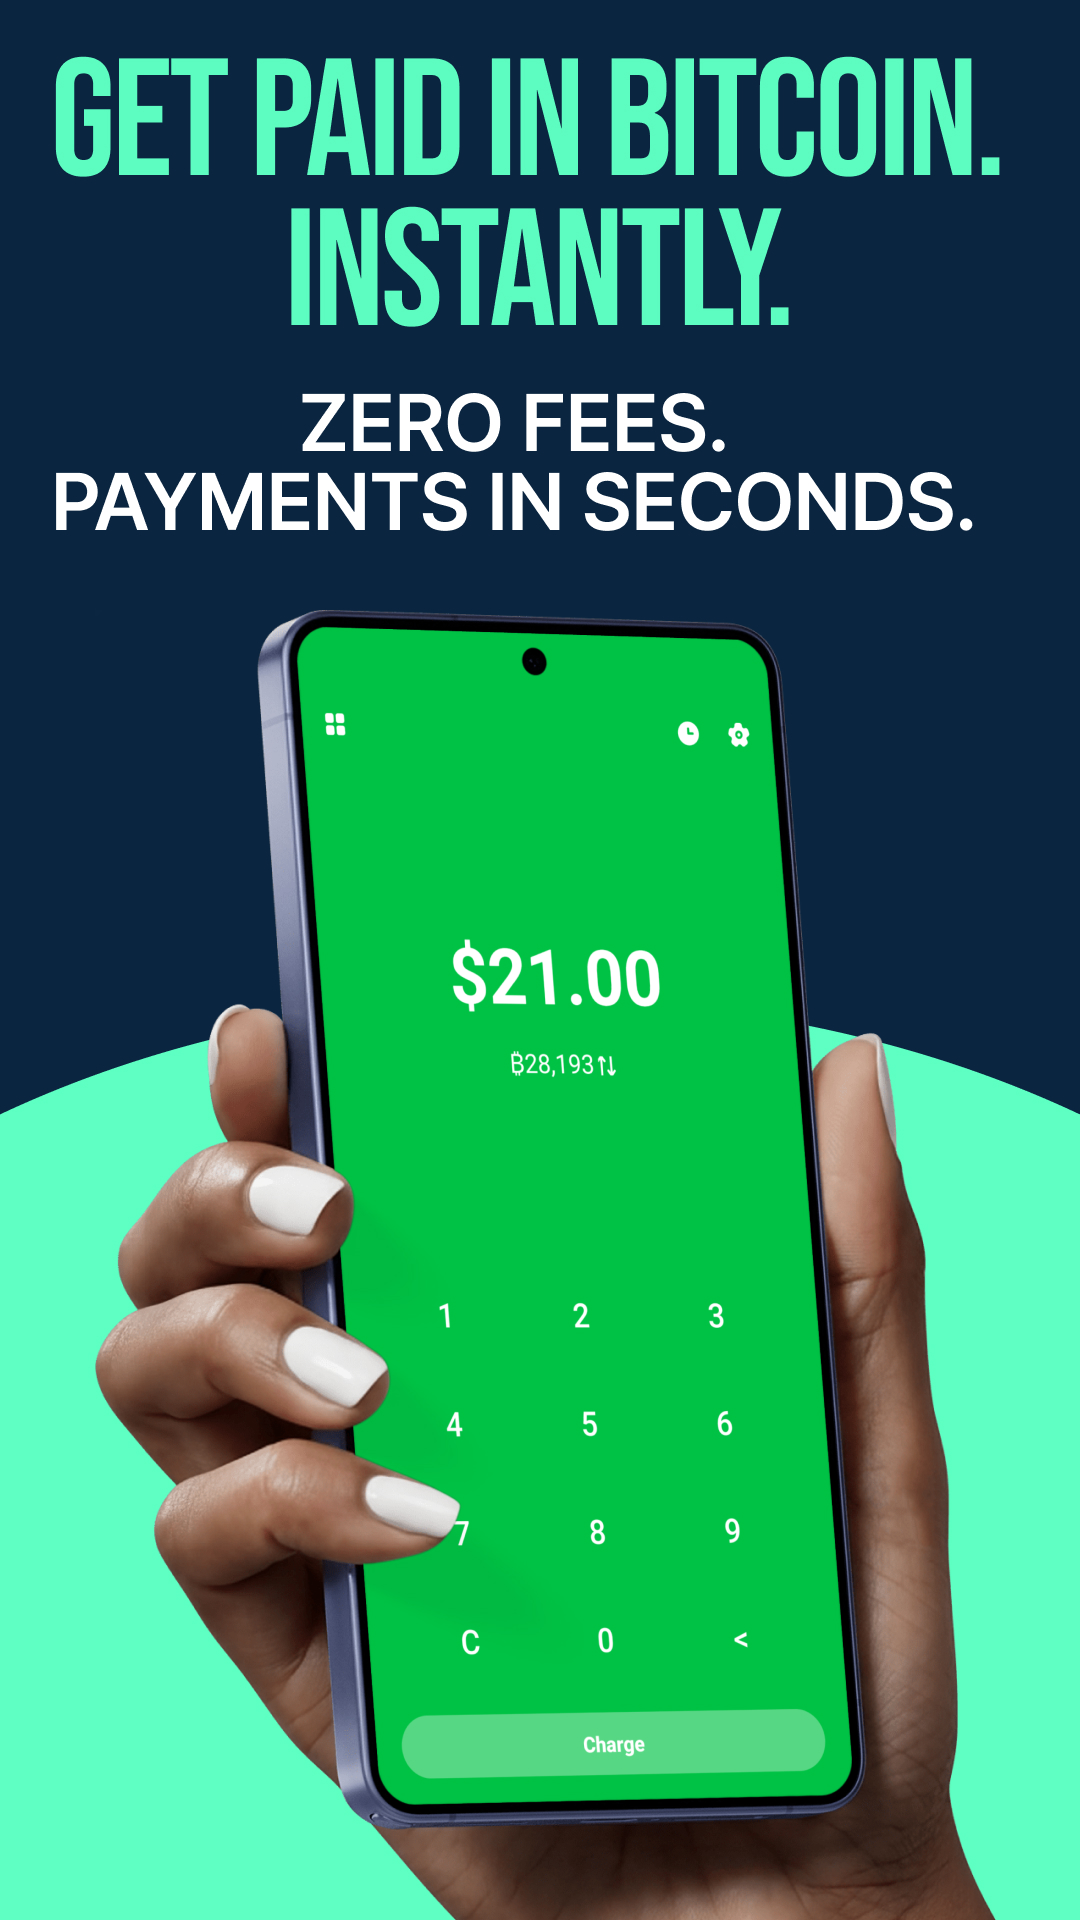 GET PAID IN BITCOIN.
INSTANTLY.
ZERO FEES.
PAYMENTS IN SECONDS.
$21.00
₿28,193⇅
1 2 3
4 5 6
7 8 9
C 0 <
Charge